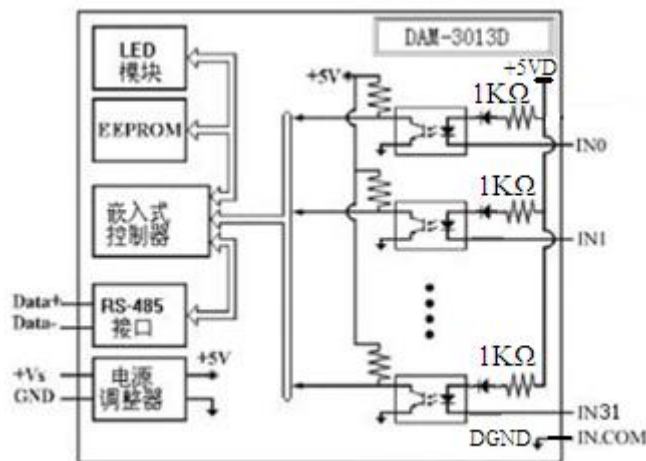 DAM-3013D
LED
模块
EEPROM
嵌入式
控制器
Data+
Data-
RS-485
接口
+Vs
GND
电源
调整器
+5V
+5V
+5VD
1KΩ
IN0
1KΩ
IN1
1KΩ
IN31
DGND
IN.COM